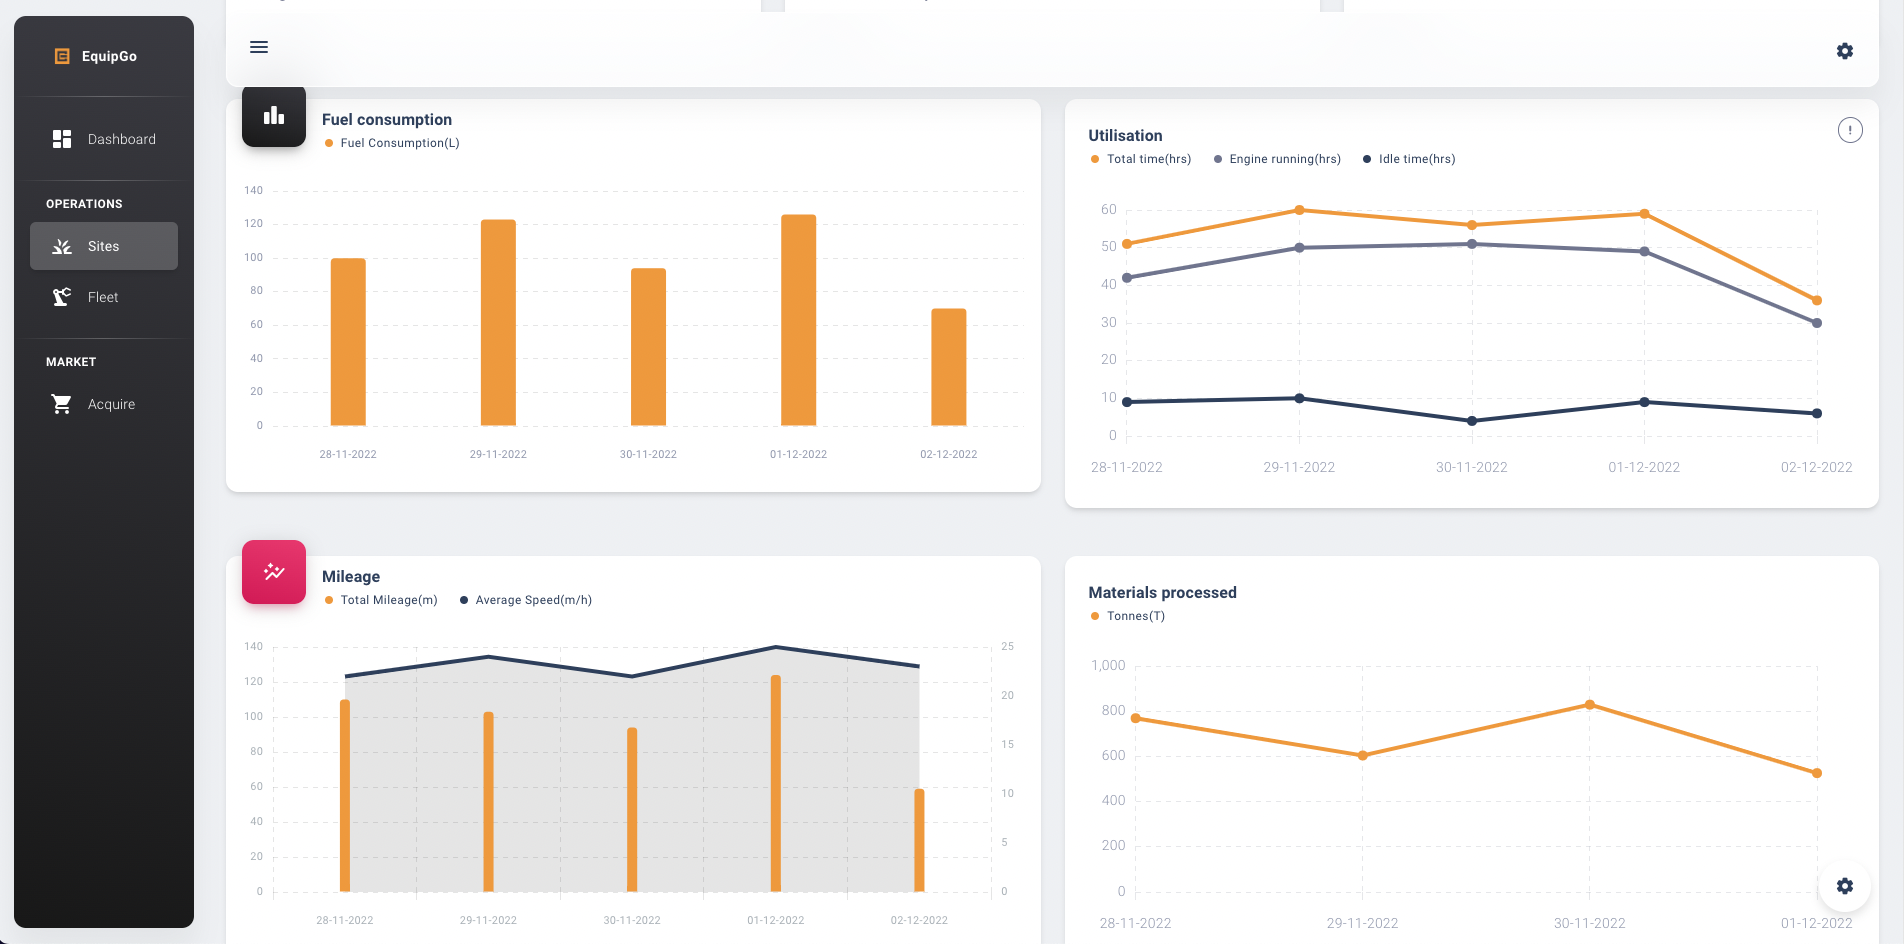 EquipGo
Dashboard
OPERATIONS
Sites
Fleet
MARKET
Acquire
Fuel consumption
Fuel Consumption(L)
140
120
100
80
60
40
20
0
28-11-2022 29-11-2022 30-11-2022 01-12-2022 02-12-2022
Utilisation
Total time(hrs) Engine running(hrs) Idle time(hrs)
60
50
40
30
20
10
0
28-11-2022 29-11-2022 30-11-2022 01-12-2022 02-12-2022
Mileage
Total Mileage(m) Average Speed(m/h)
140 25
120
20
100
15
80
60
10
40
5
20
0 0
28-11-2022 29-11-2022 30-11-2022 01-12-2022 02-12-2022
Materials processed
Tonnes(T)
1,000
800
600
400
200
0
28-11-2022 29-11-2022 30-11-2022 01-12-2022